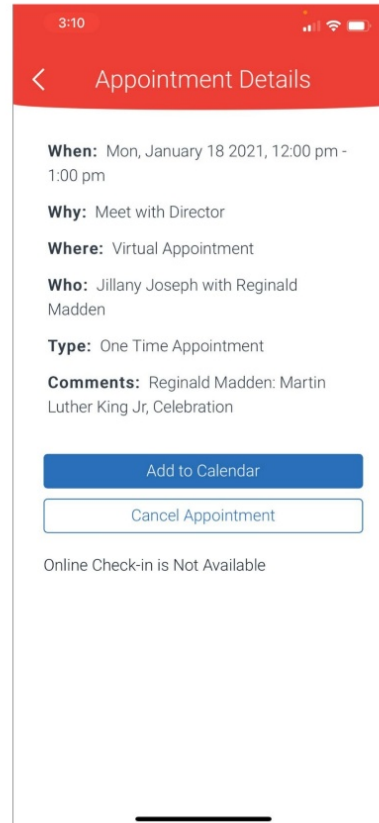 3:10
Appointment Details
When: Mon, January 18 2021, 12:00 pm -
1:00 pm
Why: Meet with Director
Where: Virtual Appointment
Who: Jillany Joseph with Reginald
Madden
Type: One Time Appointment
Comments: Reginald Madden: Martin
Luther King Jr, Celebration
Add to Calendar
Cancel Appointment
Online Check-in is Not Available